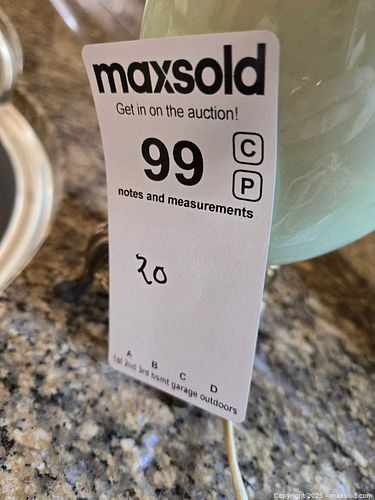 maxsold
Get in on the auction!
99
C
P
notes and measurements
20
A B C D
1st 2nd 3rd bsmt garage outdoors
Copyright 2025 - maxsold.com